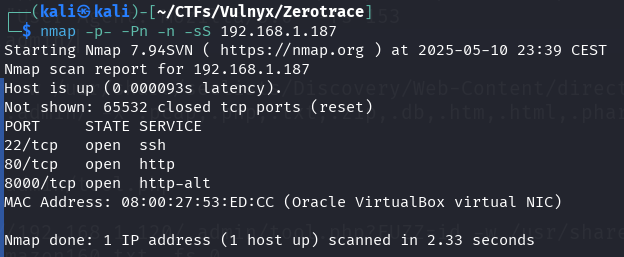 ┌──(kali㉿kali)-[~/CTFs/Vulnyx/Zerotrace]
└─$ nmap -p- -Pn -n -sS 192.168.1.187
Starting Nmap 7.94SVN ( https://nmap.org ) at 2025-05-10 23:39 CEST
Nmap scan report for 192.168.1.187
Host is up (0.000093s latency).
Not shown: 65532 closed tcp ports (reset)
PORT     STATE SERVICE
22/tcp   open  ssh
80/tcp   open  http
8000/tcp open  http-alt
MAC Address: 08:00:27:53:ED:CC (Oracle VirtualBox virtual NIC)
Nmap done: 1 IP address (1 host up) scanned in 2.33 seconds